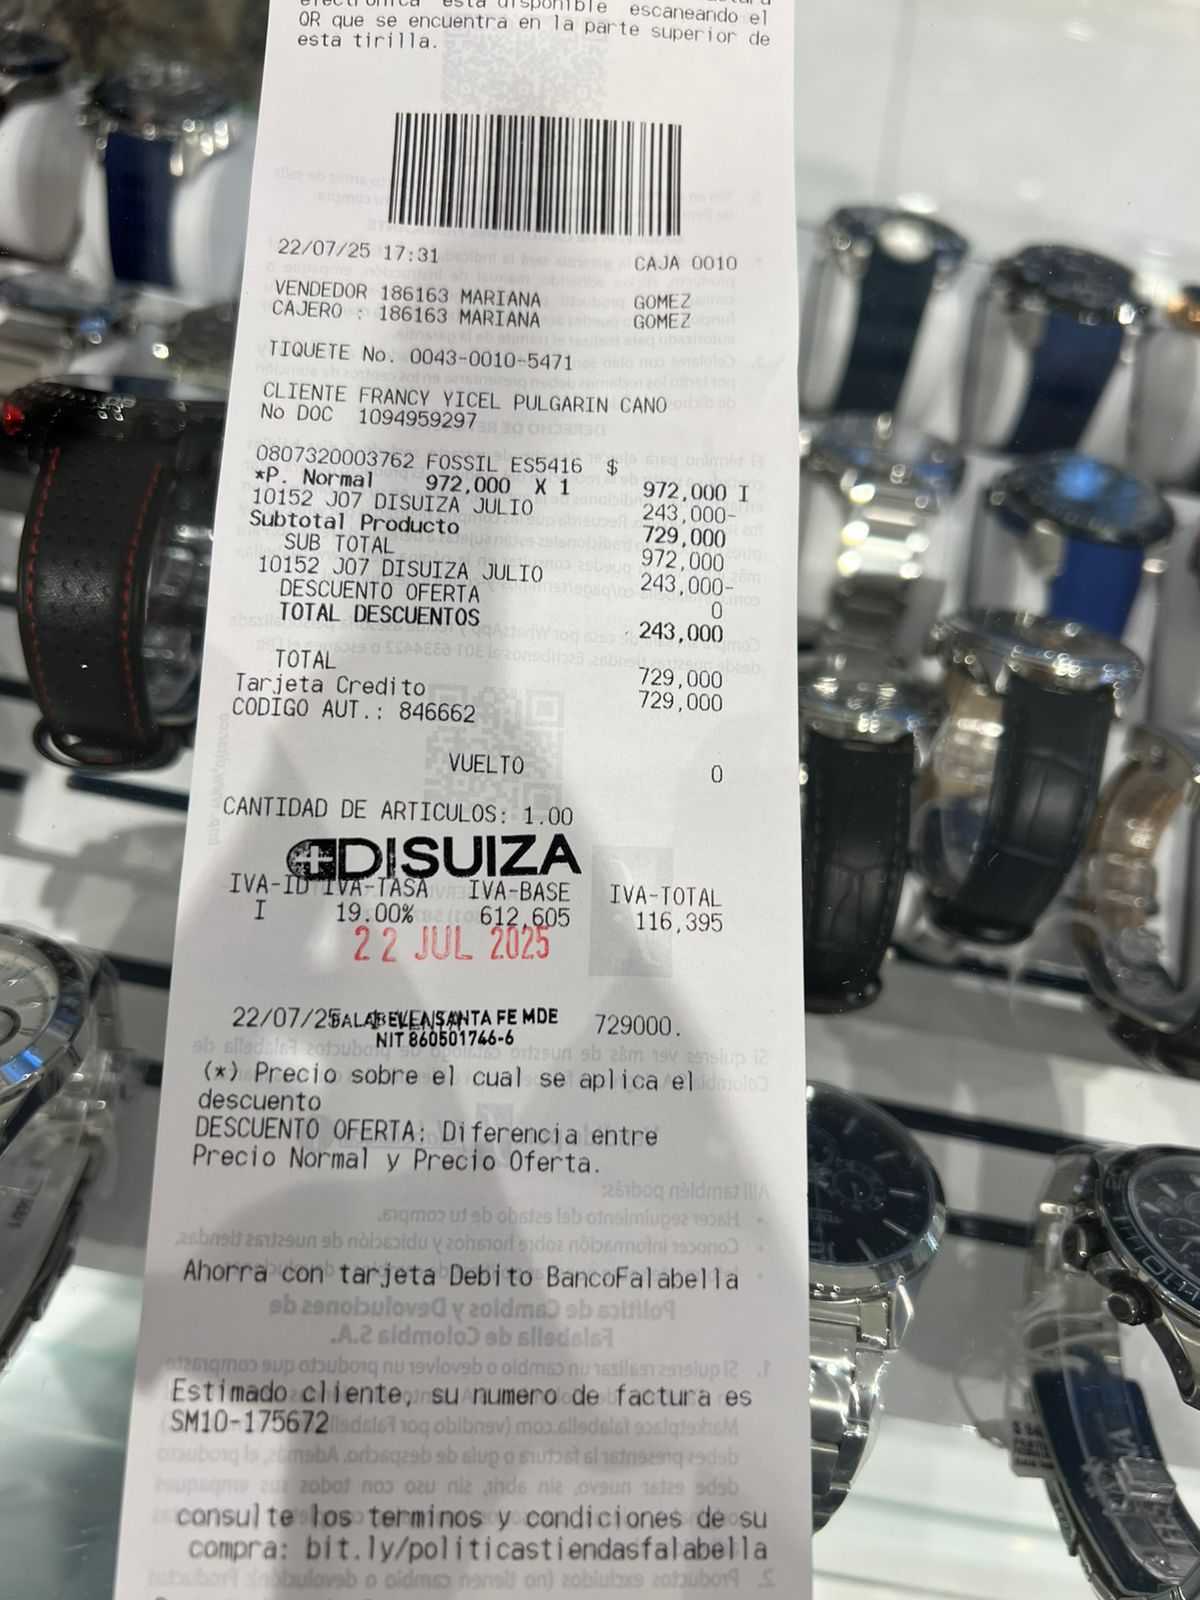 electronica esta disponible escaneando el
QR que se encuentra en la parte superior de
esta tirilla.
22/07/25 17:31 CAJA 0010
VENDEDOR 186163 MARIANA GOMEZ
CAJERO : 186163 MARIANA GOMEZ
TIQUETE No. 0043-0010-5471
CLIENTE FRANCY YICEL PULGARIN CANO
No DOC 1094959297
0807320003762 FOSSIL ES5416 $
*P. Normal 972,000 X 1 972,000 I
10152 J07 DISUIZA JULIO 243,000-
Subtotal Producto 729,000
SUB TOTAL 972,000
10152 J07 DISUIZA JULIO 243,000-
DESCUENTO OFERTA 0
TOTAL DESCUENTOS 243,000
TOTAL 729,000
Tarjeta Credito 729,000
CODIGO AUT.: 846662
VUELTO 0
CANTIDAD DE ARTICULOS: 1.00
DISUIZA
IVA-ID IVA-TASA IVA-BASE IVA-TOTAL
I 19.00% 612,605 116,395
22 JUL 2025
22/07/25 729000.
SANTA FE MDE
NIT 860501746-6
(*) Precio sobre el cual se aplica el
descuento
DESCUENTO OFERTA: Diferencia entre
Precio Normal y Precio Oferta.
Ahorra con tarjeta Debito BancoFalabella
Estimado cliente, su numero de factura es
SM10-175672
consulte los terminos y condiciones de su
compra: bit.ly/politicastiendasfalabella